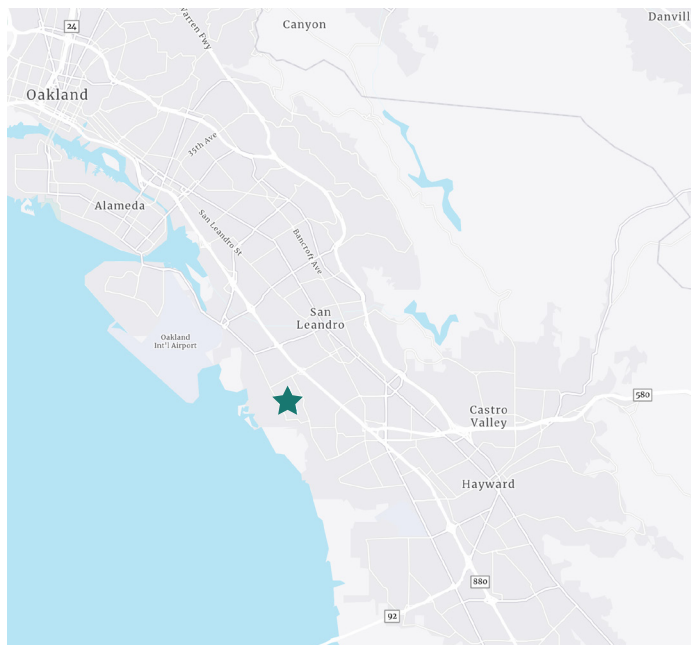 Canyon
Danvill
24
Warren Fwy
Oakland
35th Ave
Alameda
San Leandro St
Bancroft Ave
San
Leandro
Oakland
Int'l Airport
580
Castro
Valley
Hayward
880
92